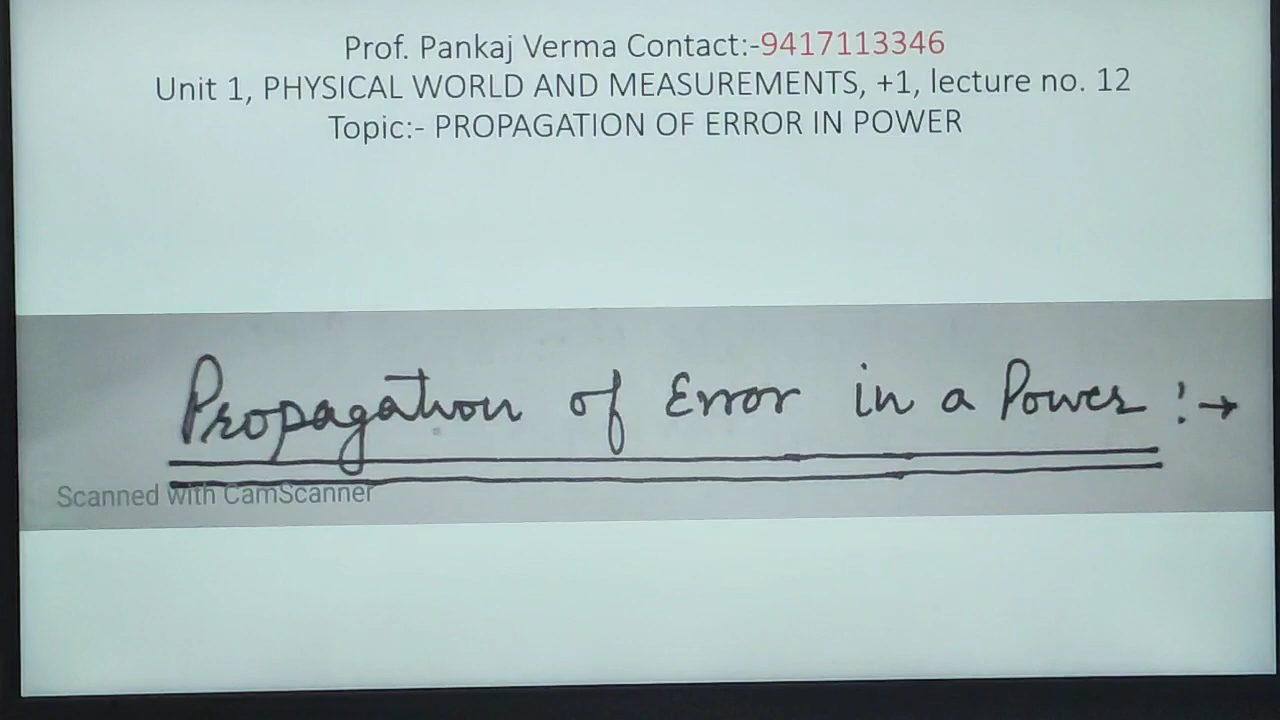 Prof. Pankaj Verma Contact:-9417113346
Unit 1, PHYSICAL WORLD AND MEASUREMENTS, +1, lecture no. 12
Topic:- PROPAGATION OF ERROR IN POWER
Propagation of Error in a Power :→
Scanned with CamScanner